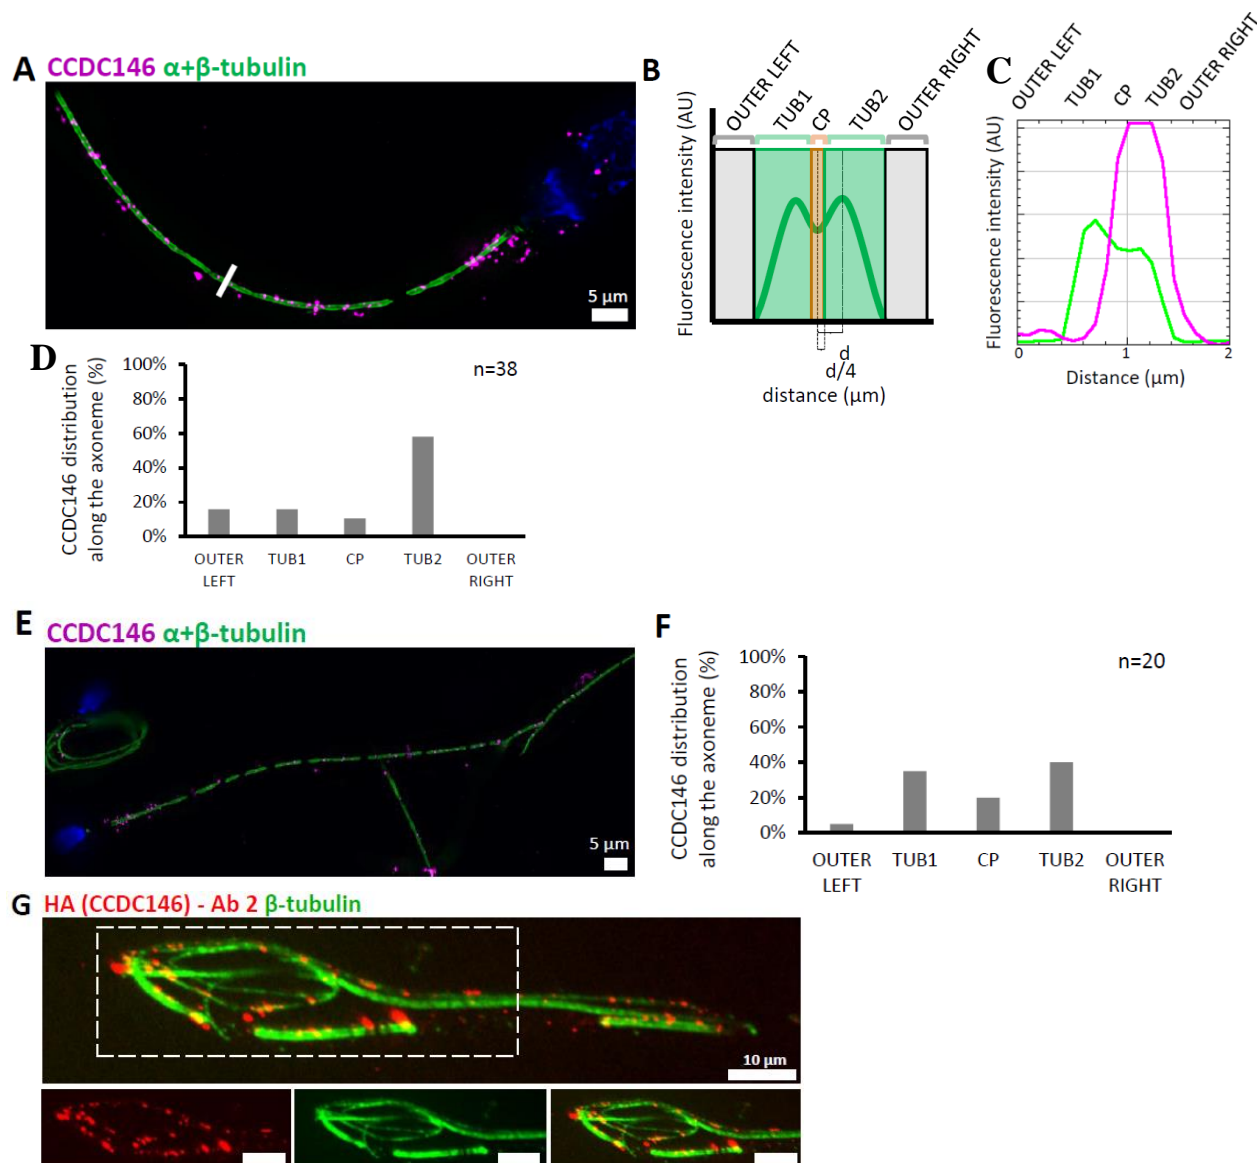 A CCDC146 α+β-tubulin
5 µm
B
OUTER LEFT
TUB1
CP
TUB2
OUTER RIGHT
Fluorescence intensity (AU)
d
d/4
distance (µm)
C
OUTER LEFT
TUB1
CP
TUB2
OUTER RIGHT
Fluorescence intensity (AU)
0 1 2
Distance (µm)
D
CCDC146 distribution
along the axoneme (%)
100%
80%
60%
40%
20%
0%
n=38
OUTER LEFT
TUB1
CP
TUB2
OUTER RIGHT
E CCDC146 α+β-tubulin
5 µm
F
CCDC146 distribution
along the axoneme (%)
100%
80%
60%
40%
20%
0%
n=20
OUTER LEFT
TUB1
CP
TUB2
OUTER RIGHT
G HA (CCDC146) - Ab 2 β-tubulin
10 µm